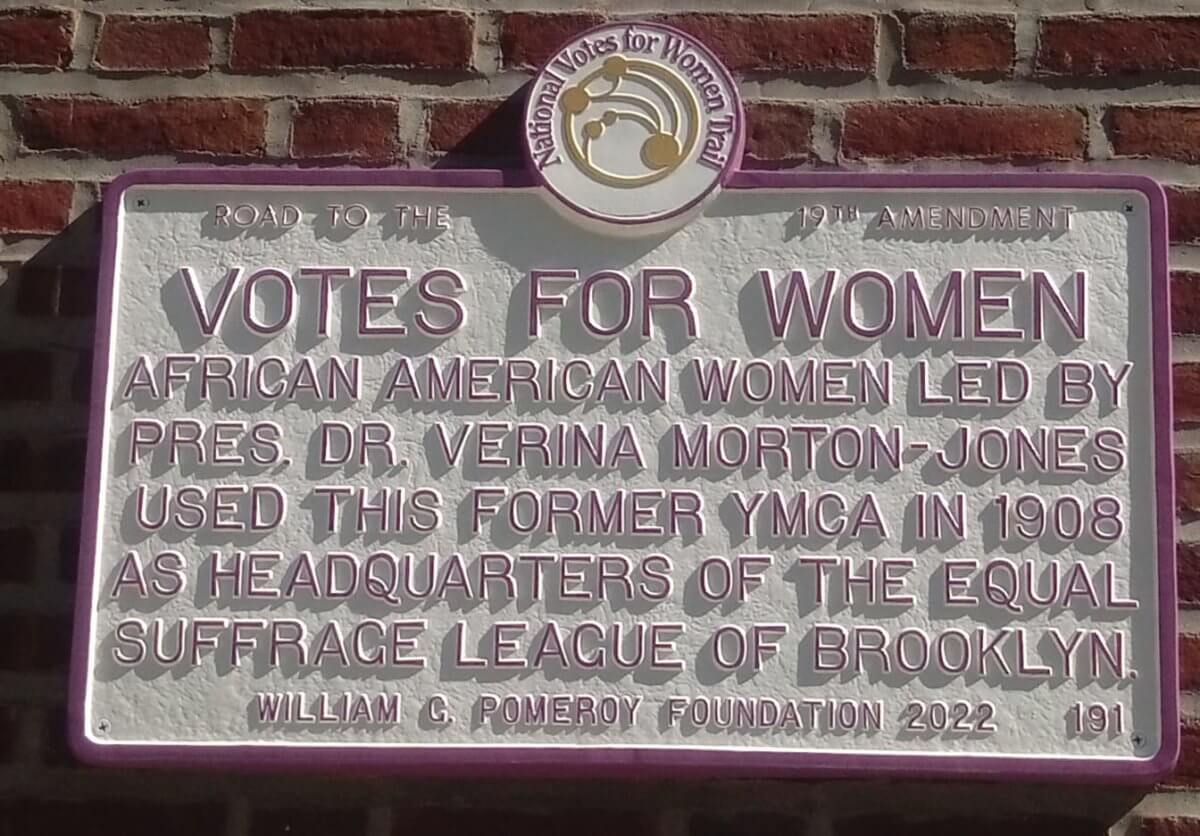 National Votes for Women Trail
ROAD TO THE 19TH AMENDMENT
VOTES FOR WOMEN
AFRICAN AMERICAN WOMEN LED BY
PRES. DR. VERINA MORTON-JONES
USED THIS FORMER YMCA IN 1908
AS HEADQUARTERS OF THE EQUAL
SUFFRAGE LEAGUE OF BROOKLYN.
WILLIAM G. POMEROY FOUNDATION 2022 191